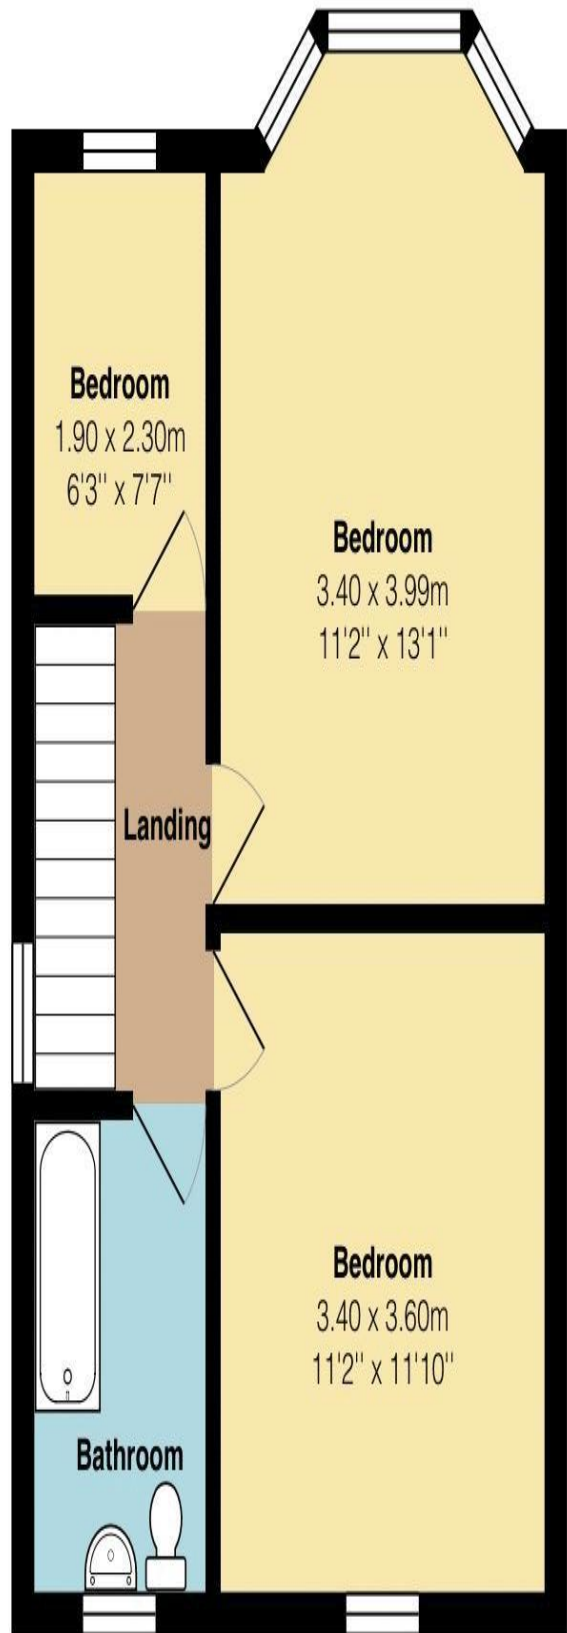 Bedroom
1.90 x 2.30m
6'3" x 7'7"
Bedroom
3.40 x 3.99m
11'2" x 13'1"
Landing
Bedroom
3.40 x 3.60m
11'2" x 11'10"
Bathroom